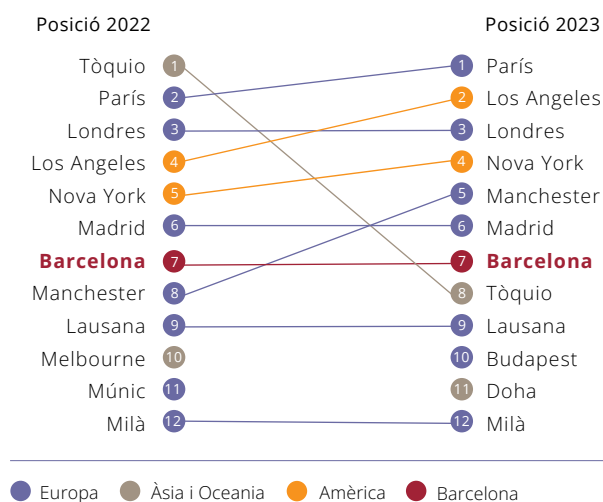 Posició 2022 Posició 2023
Tòquio 1 1 París
París 2 2 Los Angeles
Londres 3 3 Londres
Los Angeles 4 4 Nova York
Nova York 5 5 Manchester
Madrid 6 6 Madrid
Barcelona 7 7 Barcelona
Manchester 8 8 Tòquio
Lausana 9 9 Lausana
Melbourne 10 10 Budapest
Múnic 11 11 Doha
Milà 12 12 Milà
Europa Àsia i Oceania Amèrica Barcelona